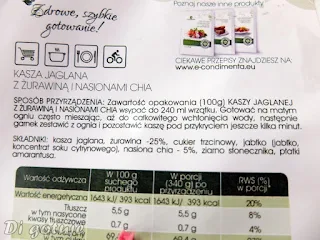 Zdrowe, szybkie
gotowanie!
Poznaj nasze inne produkty
CIEKAWE PRZEPISY ZNAJDZIESZ NA:
www.e-condimenta.eu
KASZA JAGLANA
Z ŻURAWINĄ I NASIONAMI CHIA
SPOSÓB PRZYRZĄDZENIA: Zawartość opakowania (100g) KASZY JAGLANEJ
Z ŻURAWINĄ I NASIONAMI CHIA wsypać do 240 ml wrzątku. Gotować na małym
ogniu często mieszając, aż do całkowitego wchłonięcia wody, następnie
garnek zestawić z ognia i pozostawić kaszę pod przykryciem jeszcze kilka minut.
SKŁADNIKI: kasza jaglana, żurawina -25%, cukier trzcinowy, jabłko (jabłko,
koncentrat soku cytrynowego), nasiona chia - 5%, ziarno słonecznika, płatki
amarantusa.
Wartość odżywcza
w 100 g
suchego
produktu
w porcji
(340 g) po
przyrządzeniu
RWS (%)
w porcji*
Wartość energetyczna 1643 kJ/ 393 kcal 1643 kJ/ 393 kcal 20%
Tłuszcz 5,5 g 5,5 g 8%
w tym nasycone
kwasy tłuszczowe 0,7 g 0,7 g 4%
Di gotuje